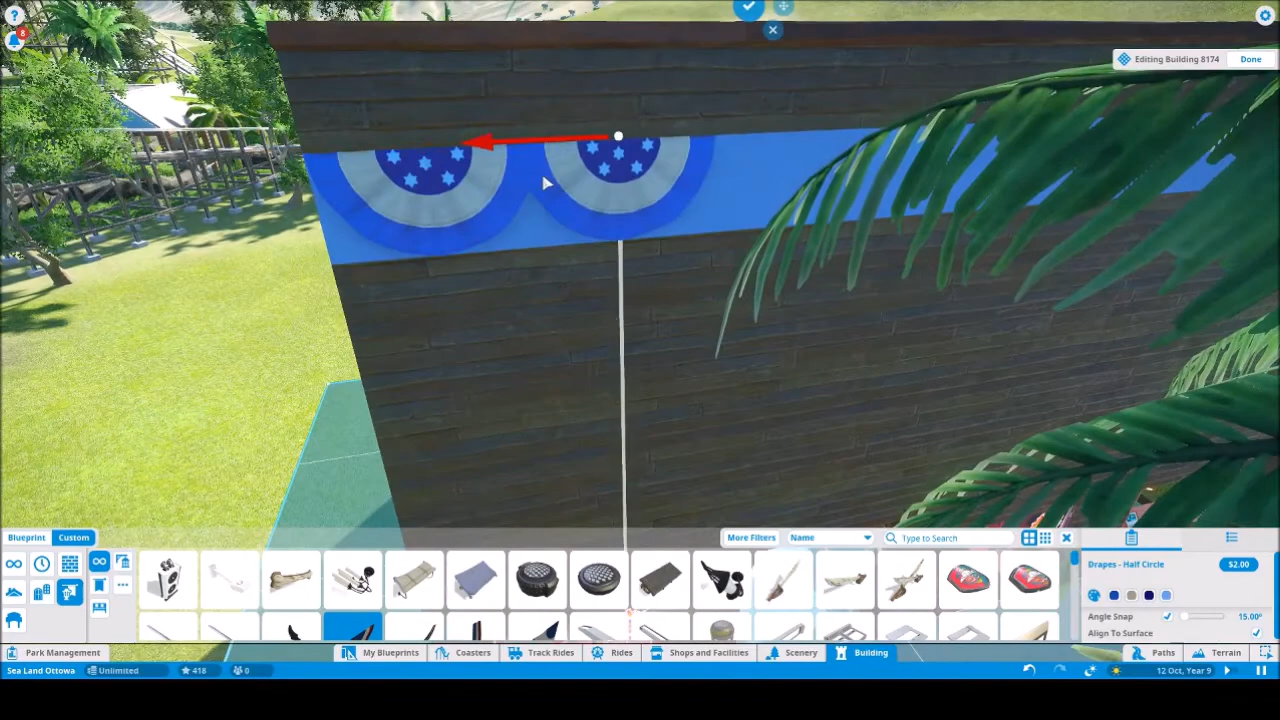 ?
8
Editing Building 8174 Done
Blueprint Custom
More Filters Name Type to Search
Drapes - Half Circle $2.00
Angle Snap 15.00°
Align To Surface
Park Management My Blueprints Coasters Track Rides Rides Shops and Facilities Scenery Building Paths Terrain
Sea Land Ottowa Unlimited 418 0 12 Oct, Year 9